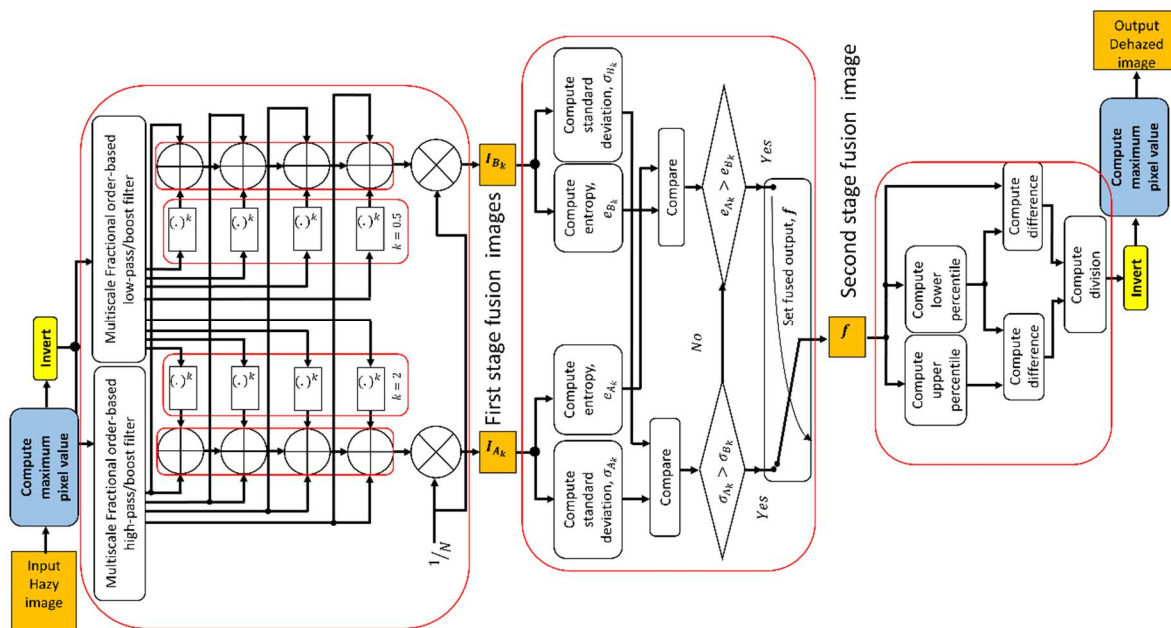 Input
Hazy
image
Compute
maximum
pixel value
Invert
Multiscale Fractional order-based
high-pass/boost filter
Multiscale Fractional order-based
low-pass/boost filter
(.)^k
(.)^k
(.)^k
(.)^k
k = 2
(.)^k
(.)^k
(.)^k
(.)^k
k = 0.5
1/N
I_{A_k}
First stage fusion images
I_{B_k}
Compute
standard
deviation, σ_{A_k}
Compute
entropy,
e_{A_k}
Compute
entropy,
e_{B_k}
Compute
standard
deviation, σ_{B_k}
Compare
Compare
σ_{A_k} > σ_{B_k}
No
e_{A_k} > e_{B_k}
Yes
Yes
Set fused output, f
f
Second stage fusion image
Compute
upper
percentile
Compute
lower
percentile
Compute
difference
Compute
difference
Compute
division
Invert
Compute
maximum
pixel value
Output
Dehazed
image